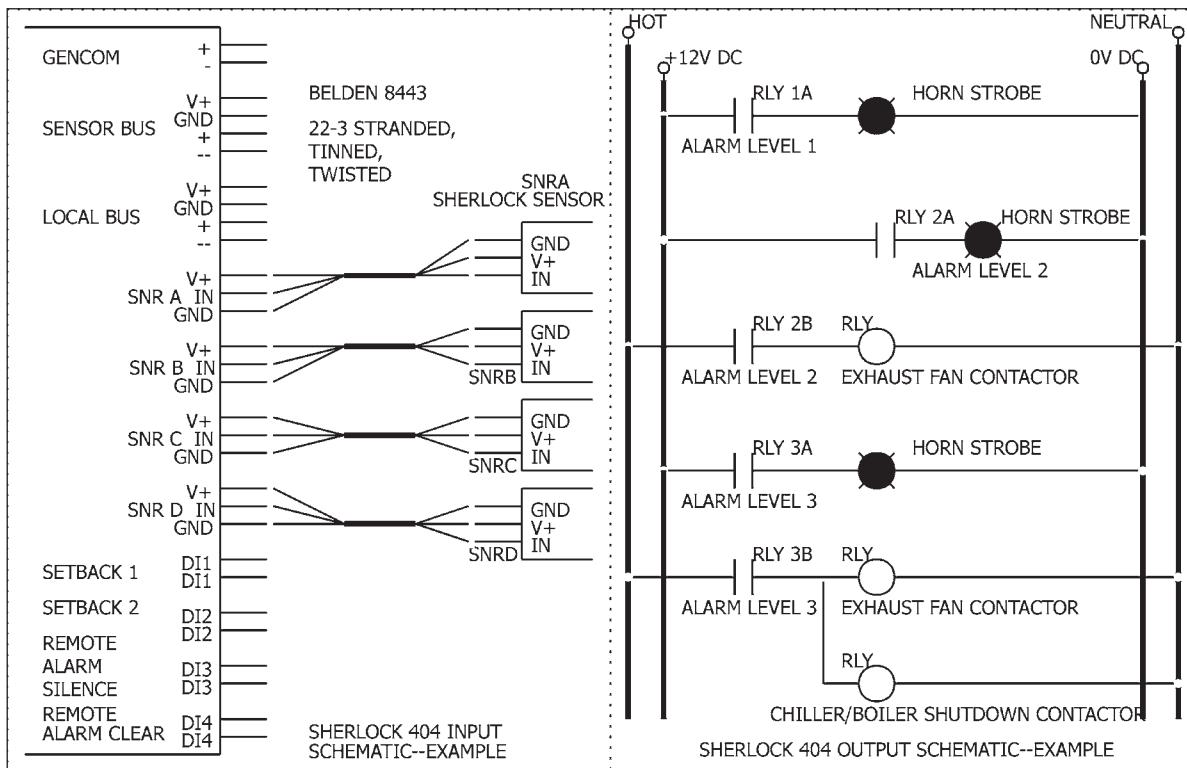 GENCOM
+
-
V+
GND
SENSOR BUS
+
--
V+
GND
LOCAL BUS
+
--
V+
SNR A IN
GND
V+
SNR B IN
GND
V+
SNR C IN
GND
V+
SNR D IN
GND
DI1
SETBACK 1
DI1
SETBACK 2
DI2
DI2
REMOTE
ALARM
SILENCE
DI3
DI3
REMOTE
ALARM CLEAR
DI4
DI4
BELDEN 8443
22-3 STRANDED,
TINNED,
TWISTED
SNRA
SHERLOCK SENSOR
GND
V+
IN
GND
V+
IN
SNRB
GND
V+
IN
SNRC
GND
V+
IN
SNRD
SHERLOCK 404 INPUT
SCHEMATIC--EXAMPLE
HOT
NEUTRAL
+12V DC
0V DC
RLY 1A
HORN STROBE
ALARM LEVEL 1
RLY 2A
HORN STROBE
ALARM LEVEL 2
RLY 2B
RLY
ALARM LEVEL 2
EXHAUST FAN CONTACTOR
RLY 3A
HORN STROBE
ALARM LEVEL 3
RLY 3B
RLY
ALARM LEVEL 3
EXHAUST FAN CONTACTOR
RLY
CHILLER/BOILER SHUTDOWN CONTACTOR
SHERLOCK 404 OUTPUT SCHEMATIC--EXAMPLE